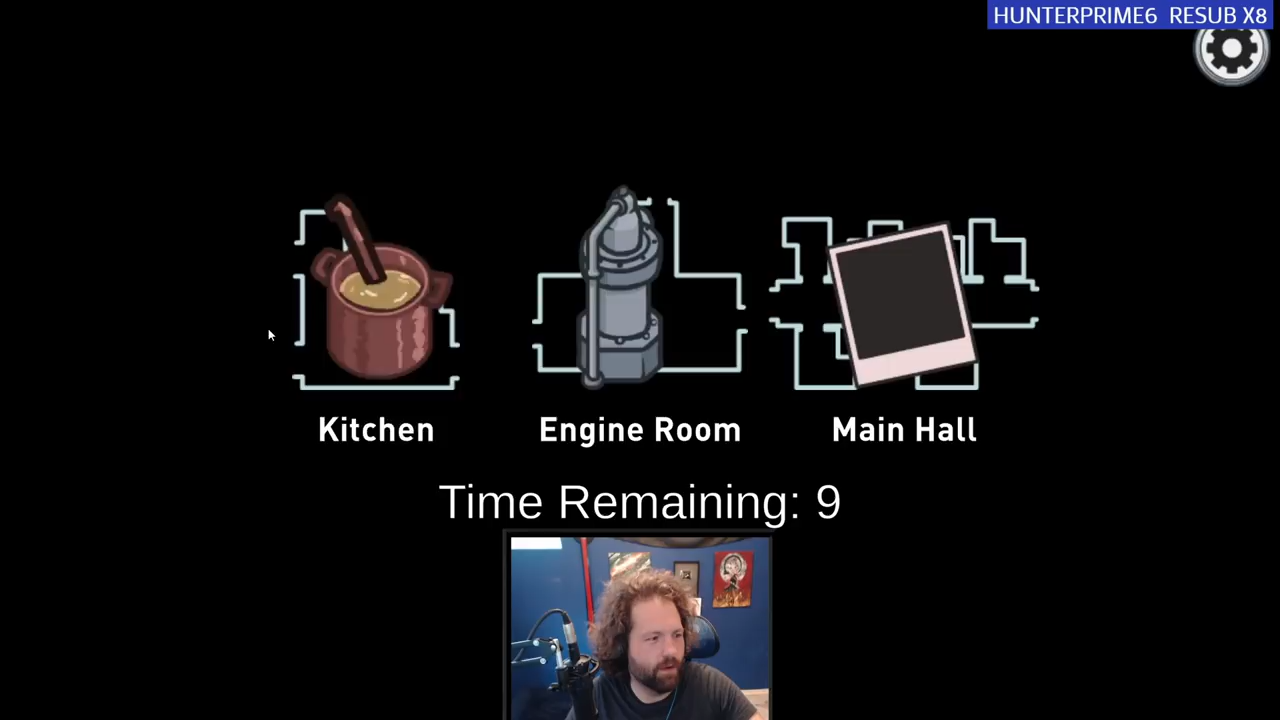 HUNTERPRIME6 RESUB X8
Kitchen
Engine Room
Main Hall
Time Remaining: 9